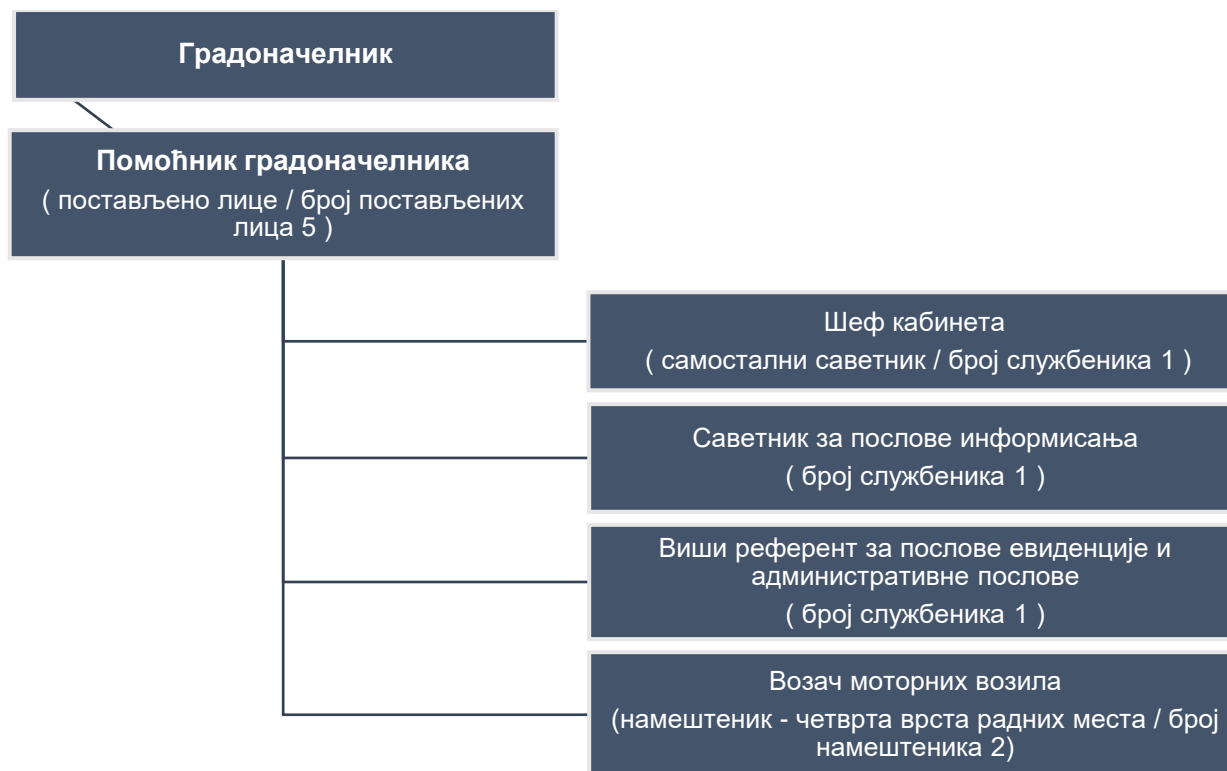 Градоначелник
Помоћник градоначелника
( постављено лице / број постављених
лица 5 )
Шеф кабинета
( самостални саветник / број службеника 1 )
Саветник за послове информисања
( број службеника 1 )
Виши референт за послове евиденције и
административне послове
( број службеника 1 )
Возач моторних возила
(намештеник - четврта врста радних места / број
намештеника 2)